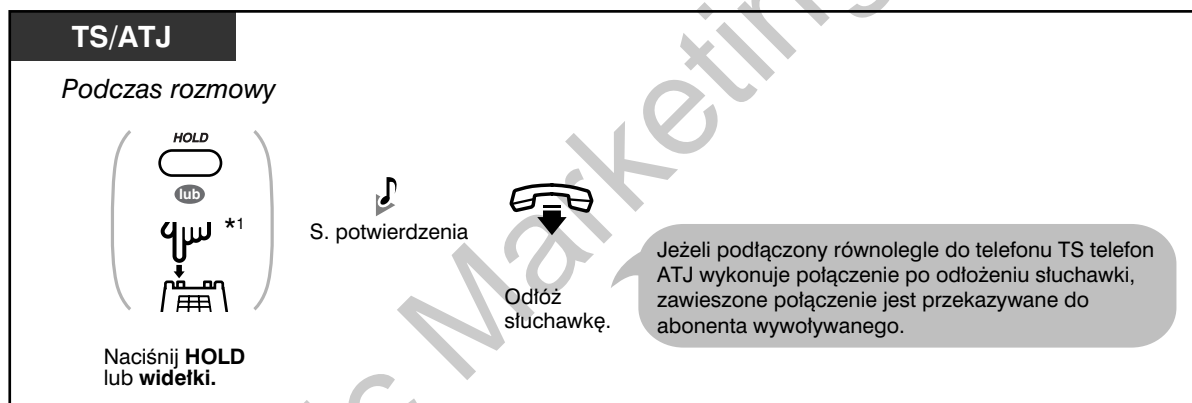 TS/ATJ
Podczas rozmowy
HOLD
lub
*1
S. potwierdzenia
Naciśnij HOLD
lub widełki.
Odłóż
słuchawkę.
Jeżeli podłączony równolegle do telefonu TS telefon
ATJ wykonuje połączenie po odłożeniu słuchawki,
zawieszone połączenie jest przekazywane do
abonenta wywoływanego.